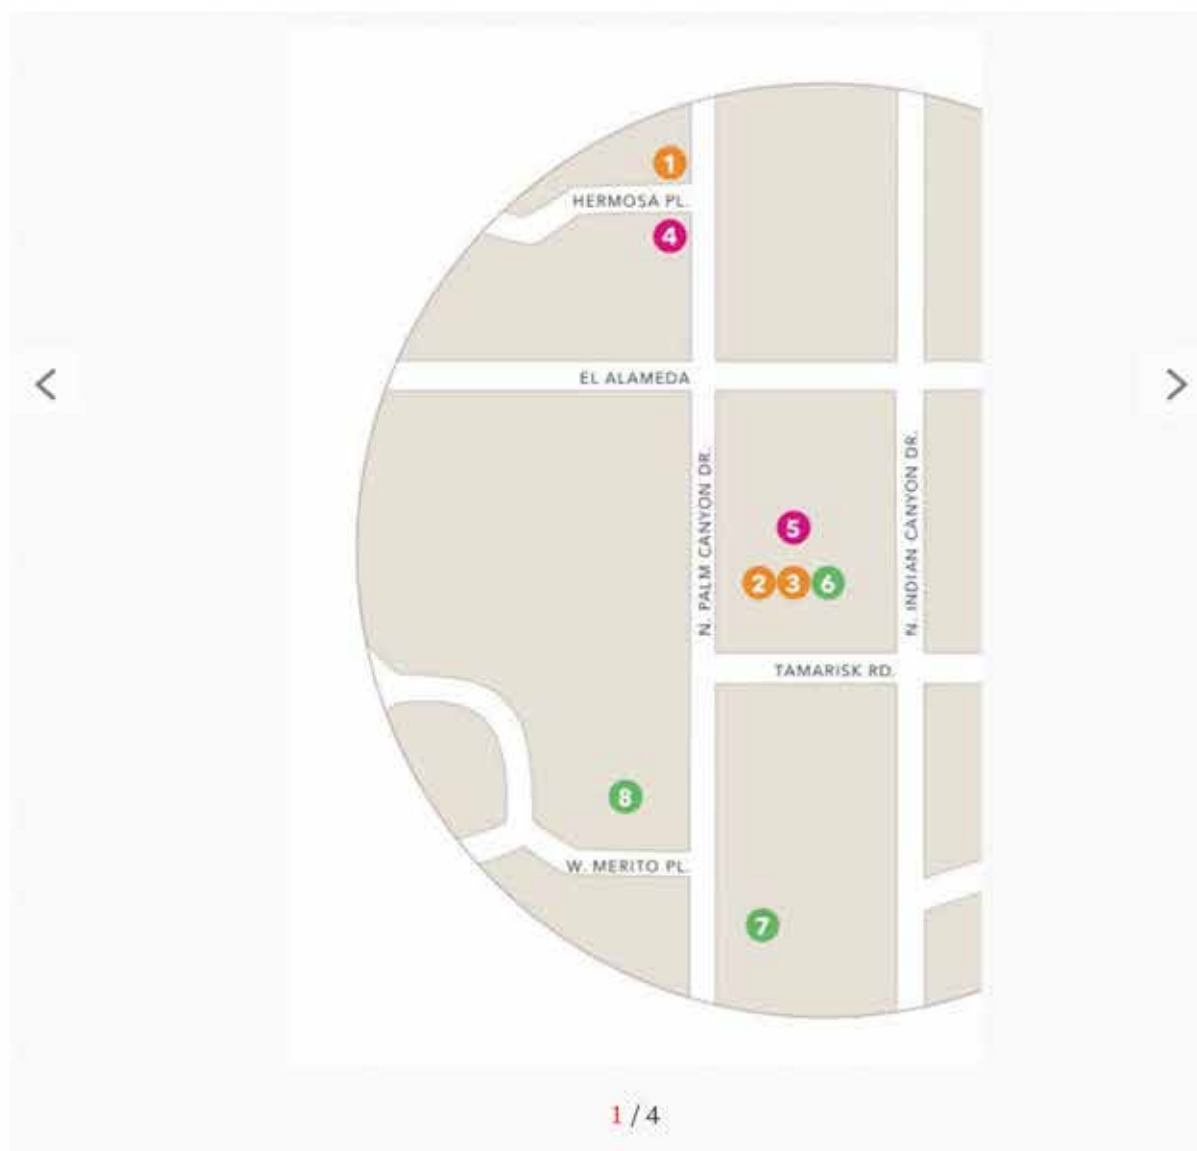 1
HERMOSA PL.
4
EL ALAMEDA
N. PALM CANYON DR.
N. INDIAN CANYON DR.
5
2 3 6
TAMARISK RD.
8
W. MERITO PL.
7
1 / 4